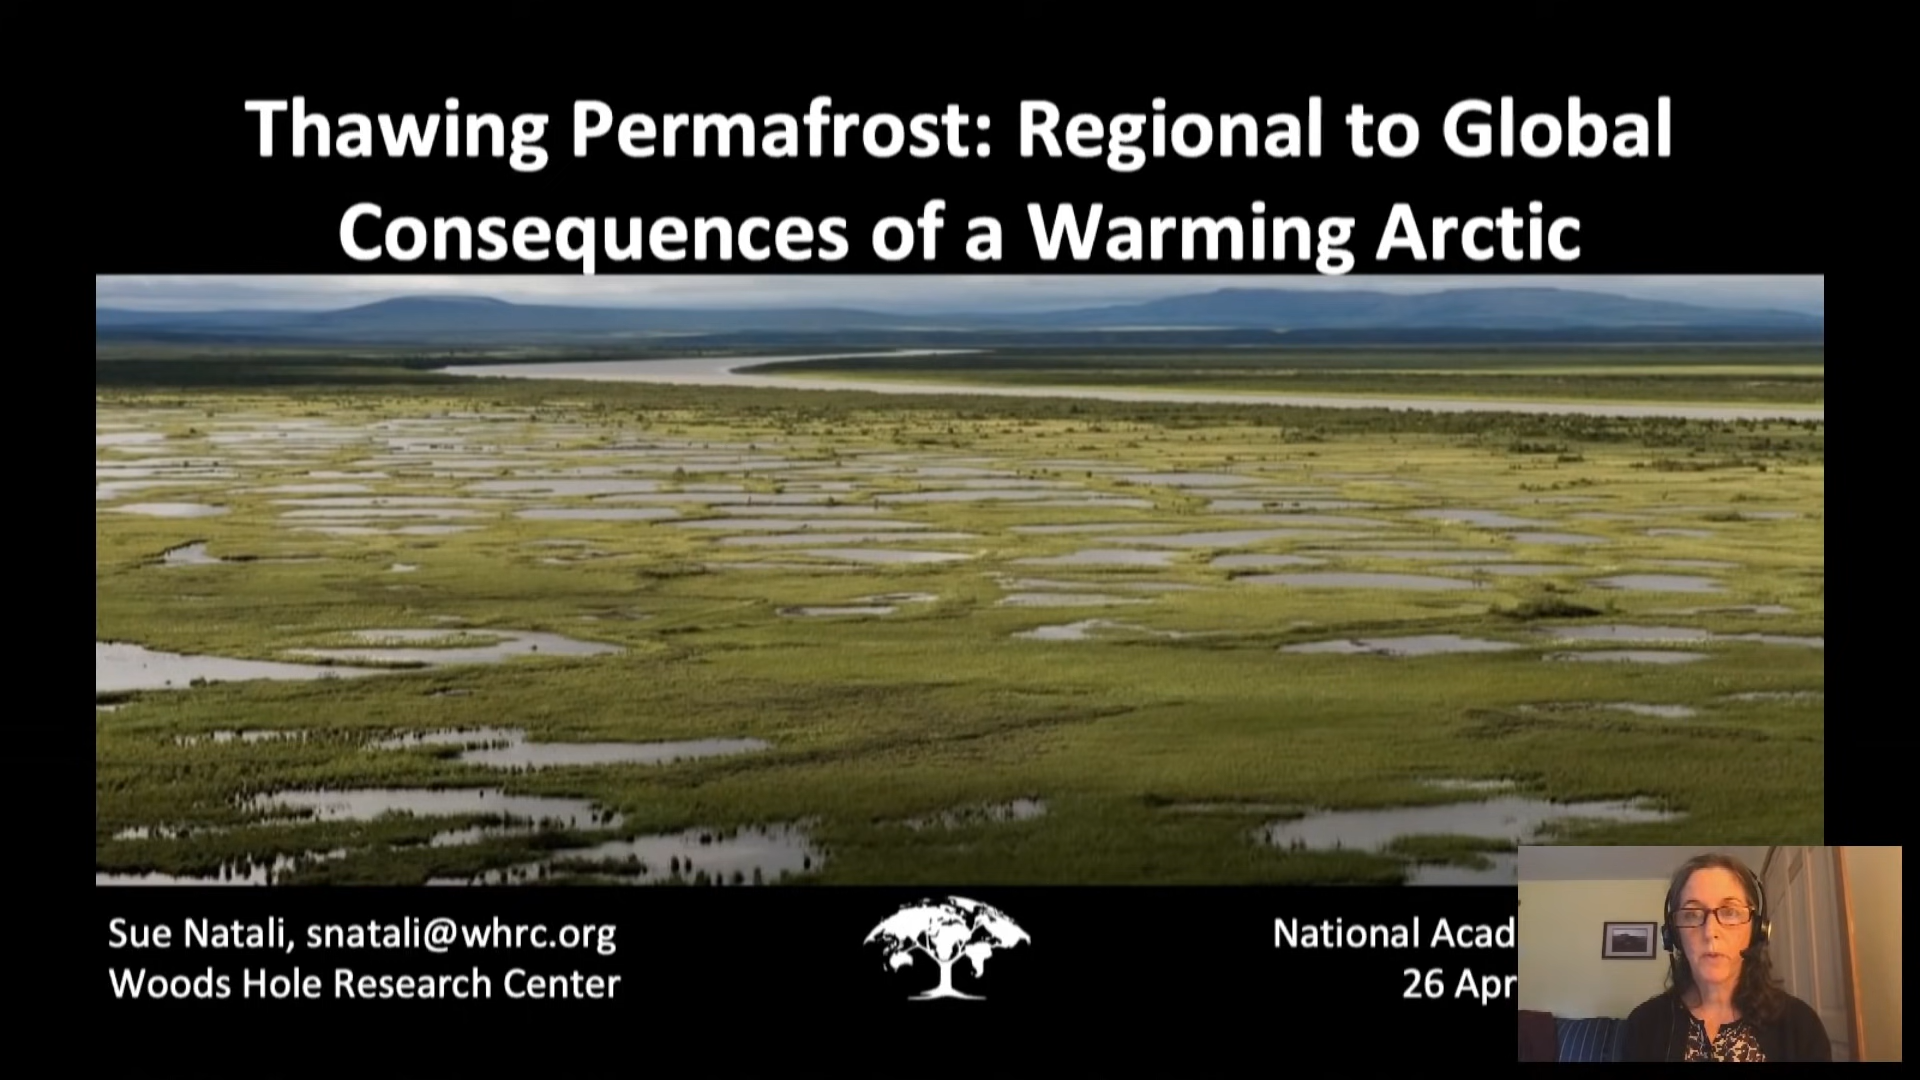 Thawing Permafrost: Regional to Global
Consequences of a Warming Arctic
Sue Natali, snatali@whrc.org
Woods Hole Research Center
National Acad
26 Apr